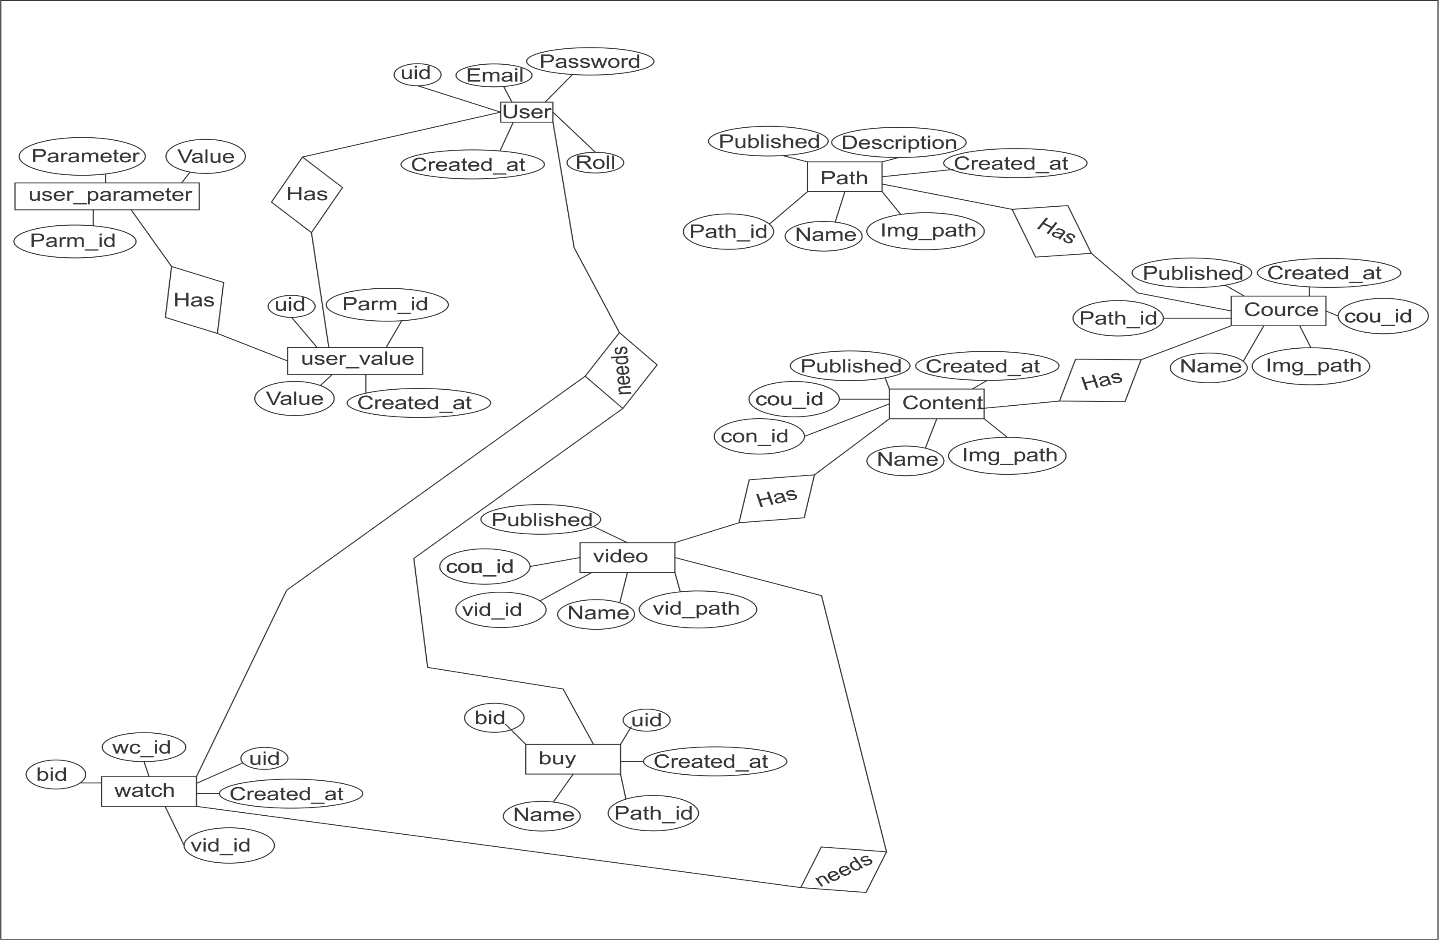 uid
Email
Password
User
Created_at
Roll
Parameter
Value
user_parameter
Parm_id
Has
Has
uid
Parm_id
user_value
Value
Created_at
needs
Published
Description
Created_at
Path
Path_id
Name
Img_path
Has
Published
Created_at
Path_id
Cource
cou_id
Name
Img_path
Has
Published
Created_at
cou_id
Content
con_id
Name
Img_path
Has
Published
video
con_id
vid_id
Name
vid_path
bid
uid
buy
Created_at
Name
Path_id
wc_id
uid
bid
watch
Created_at
vid_id
needs